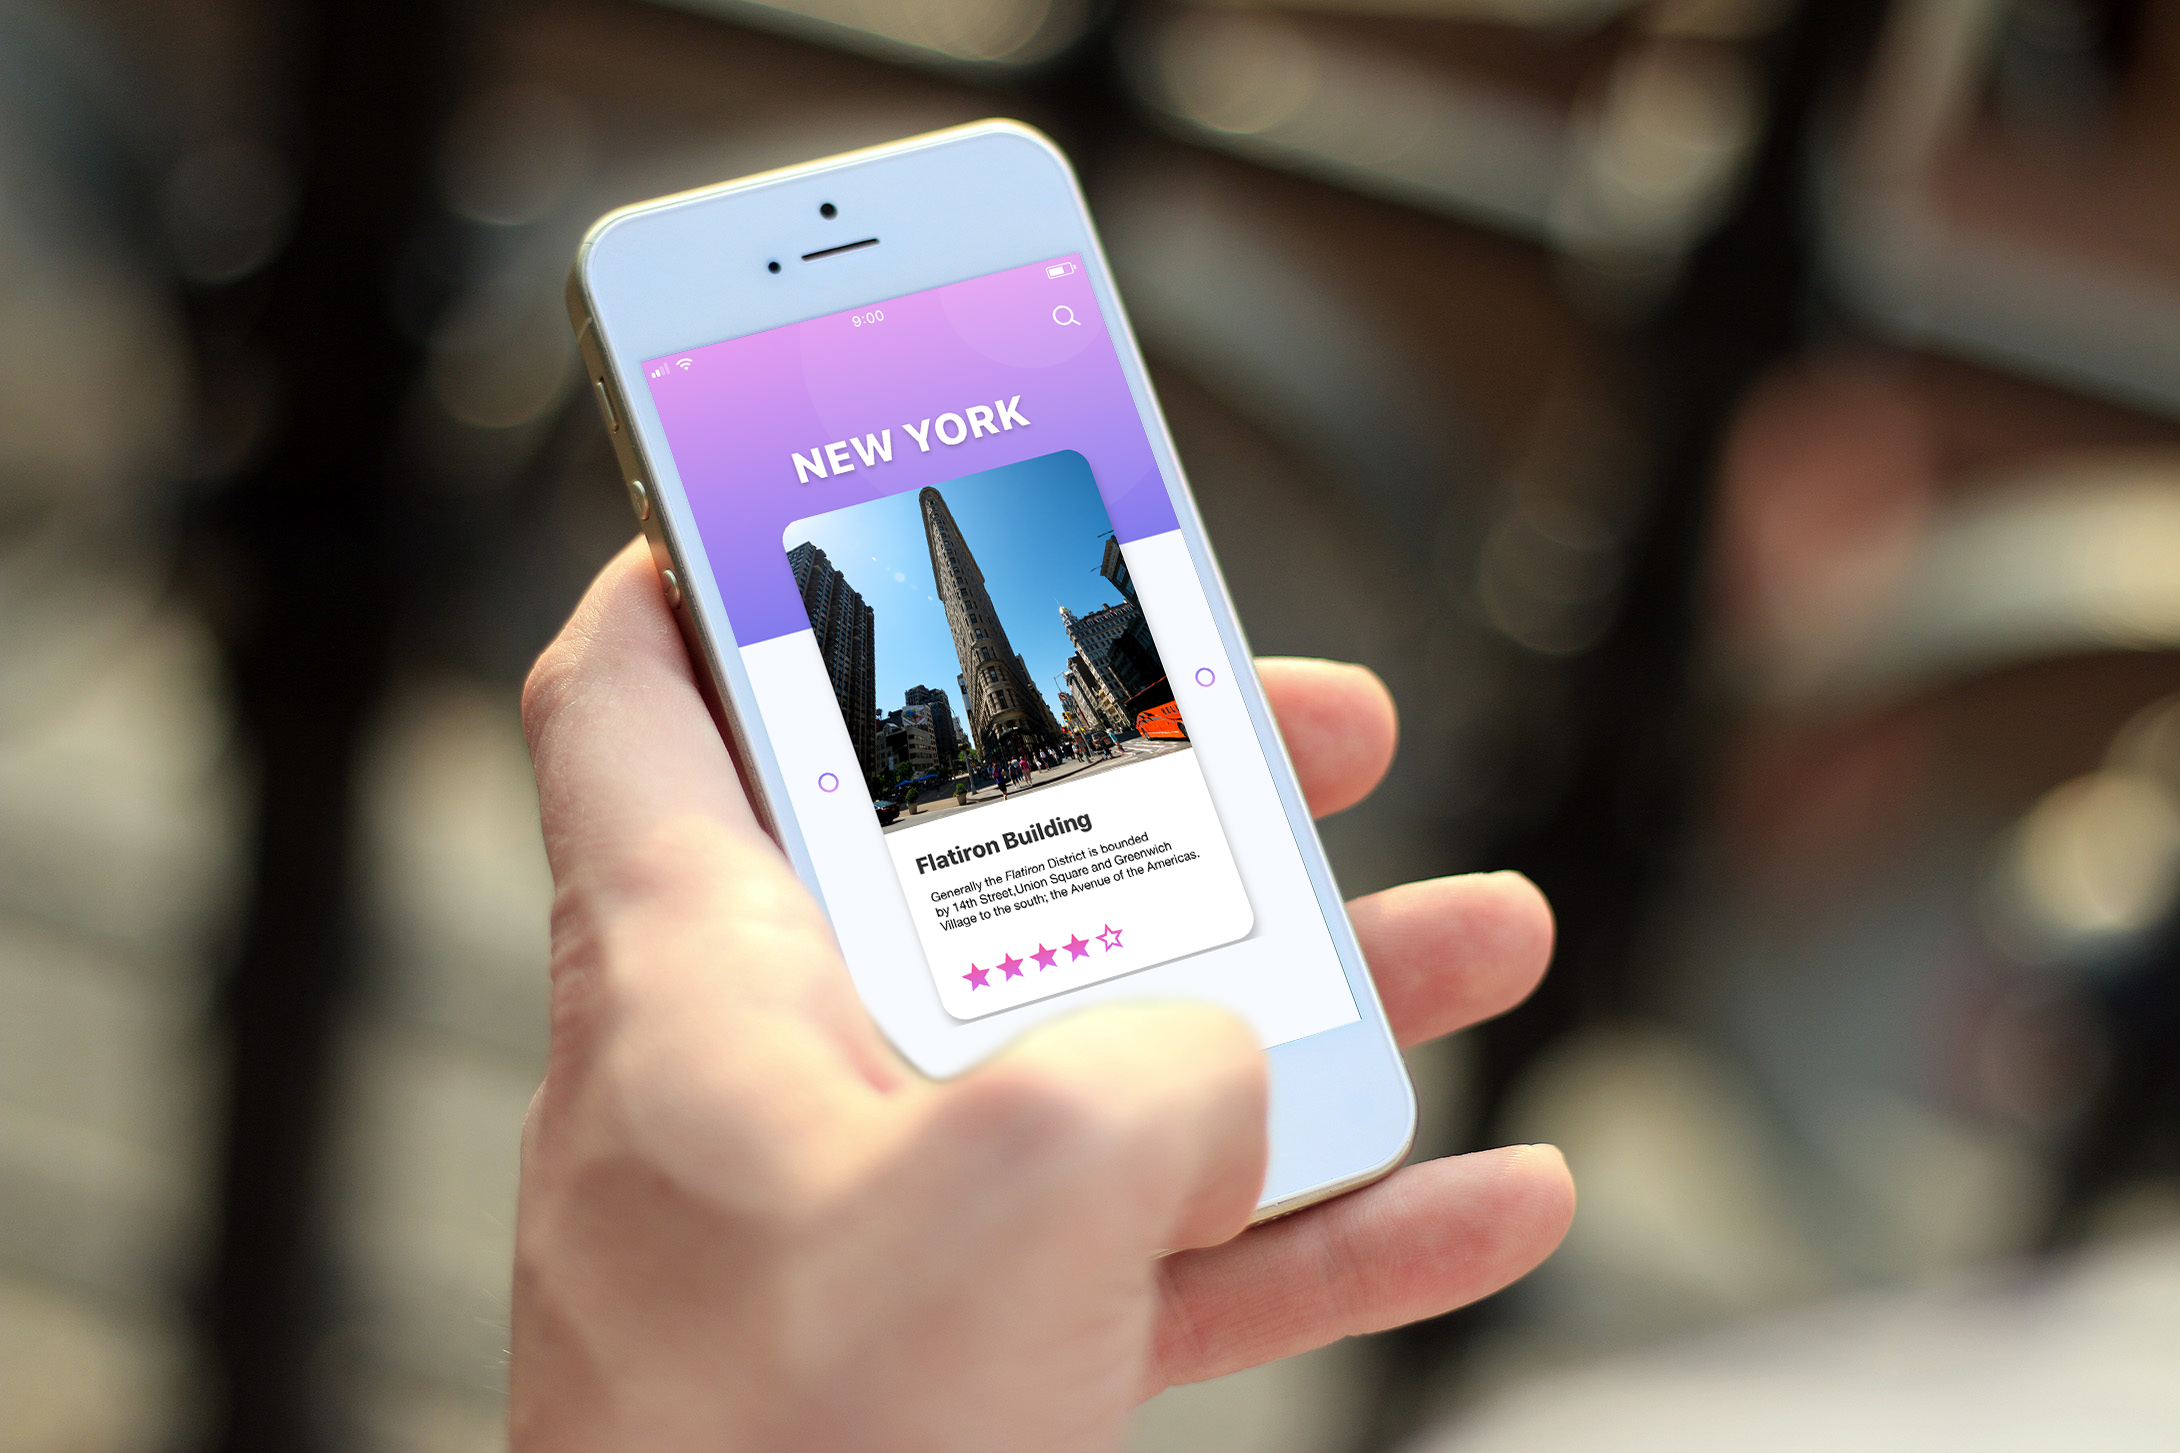 9:00
NEW YORK
Flatiron Building
Generally the Flatiron District is bounded
by 14th Street,Union Square and Greenwich
Village to the south; the Avenue of the Americas.